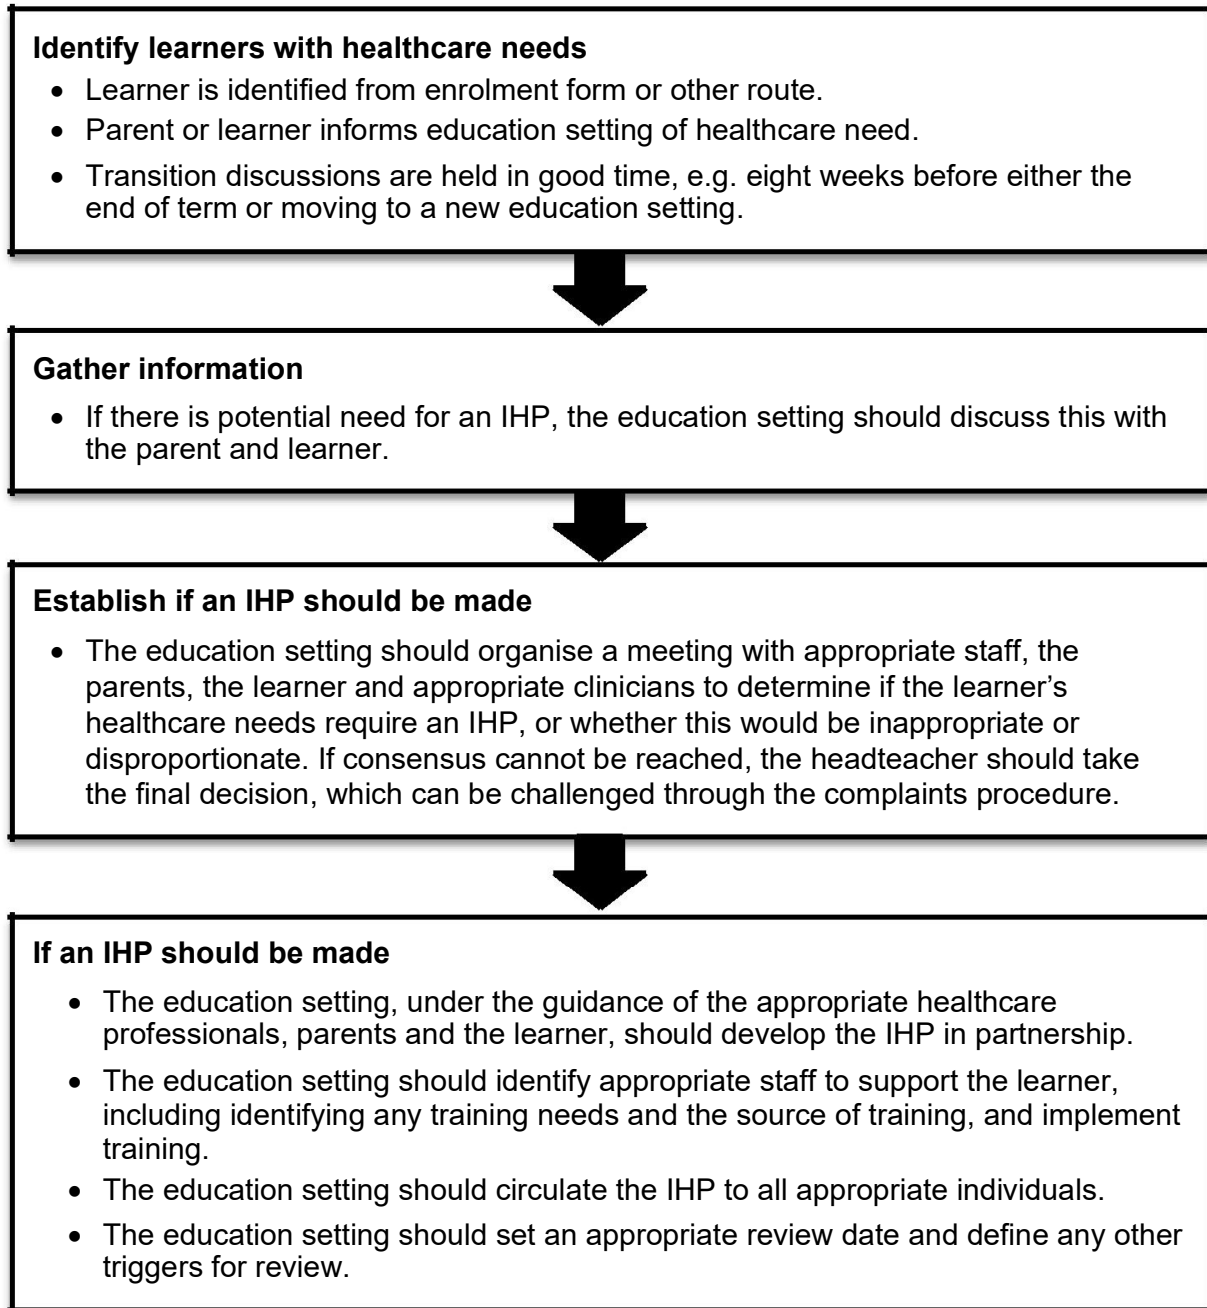 Identify learners with healthcare needs
• Learner is identified from enrolment form or other route.
• Parent or learner informs education setting of healthcare need.
• Transition discussions are held in good time, e.g. eight weeks before either the
end of term or moving to a new education setting.
Gather information
• If there is potential need for an IHP, the education setting should discuss this with
the parent and learner.
Establish if an IHP should be made
• The education setting should organise a meeting with appropriate staff, the
parents, the learner and appropriate clinicians to determine if the learner's
healthcare needs require an IHP, or whether this would be inappropriate or
disproportionate. If consensus cannot be reached, the headteacher should take
the final decision, which can be challenged through the complaints procedure.
If an IHP should be made
• The education setting, under the guidance of the appropriate healthcare
professionals, parents and the learner, should develop the IHP in partnership.
• The education setting should identify appropriate staff to support the learner,
including identifying any training needs and the source of training, and implement
training.
• The education setting should circulate the IHP to all appropriate individuals.
• The education setting should set an appropriate review date and define any other
triggers for review.